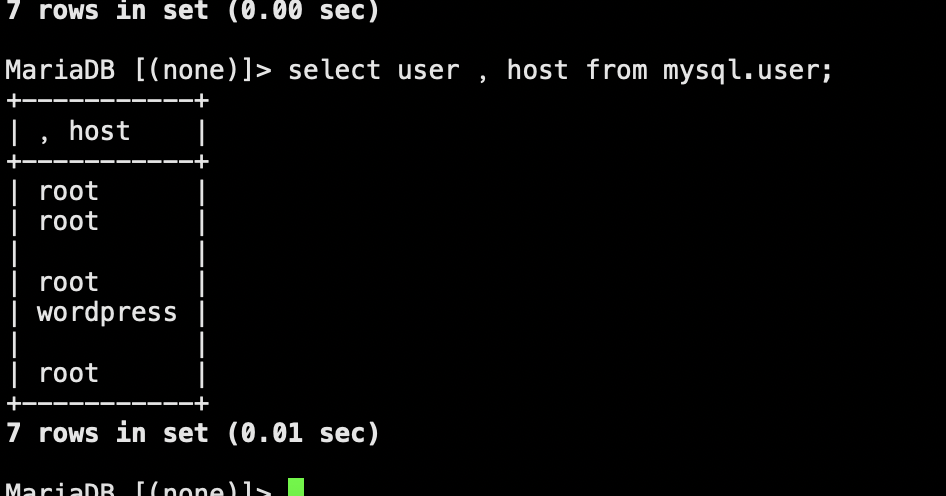 7 rows in set (0.00 sec)
MariaDB [(none)]> select user , host from mysql.user;
+-----------+
| , host    |
+-----------+
| root      |
| root      |
|           |
| root      |
| wordpress |
|           |
| root      |
+-----------+
7 rows in set (0.01 sec)
MariaDB [(none)]>